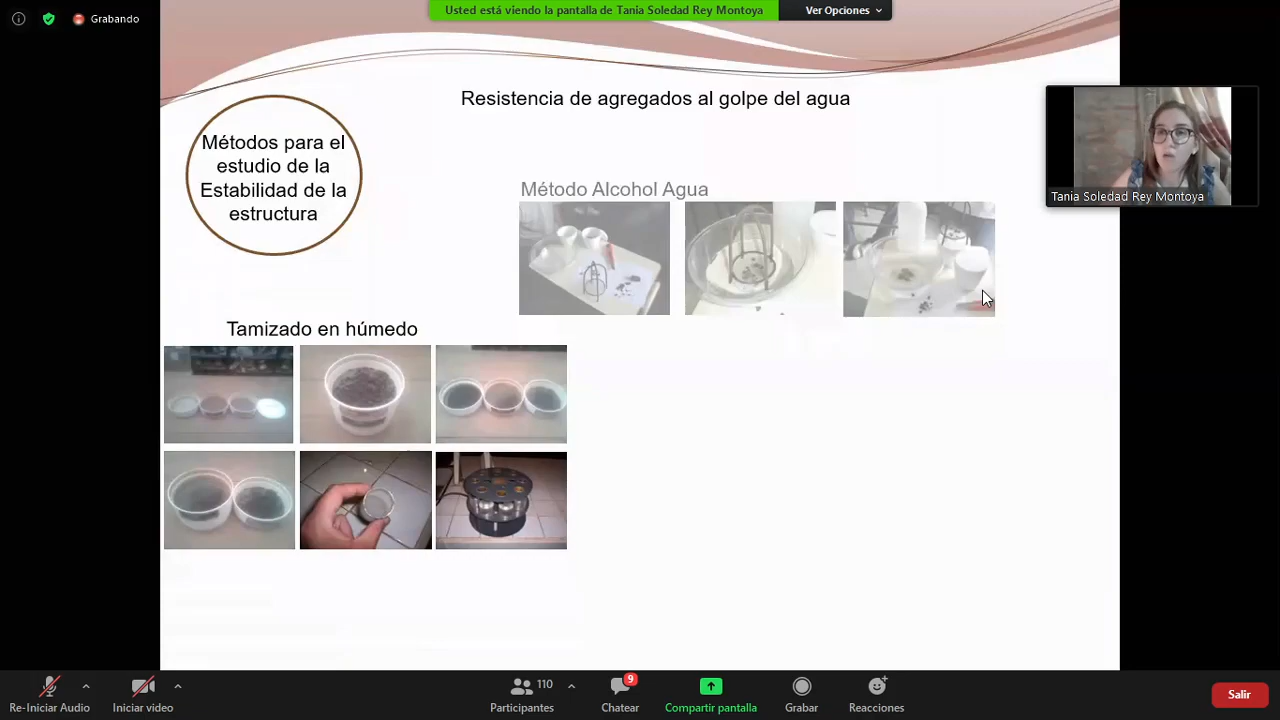 Grabando
Usted está viendo la pantalla de Tania Soledad Rey Montoya
Ver Opciones
Resistencia de agregados al golpe del agua
Métodos para el
estudio de la
Estabilidad de la
estructura
Método Alcohol Agua
Tania Soledad Rey Montoya
Tamizado en húmedo
Re-Iniciar Audio
Iniciar video
110
Participantes
9
Chatear
Compartir pantalla
Grabar
Reacciones
Salir